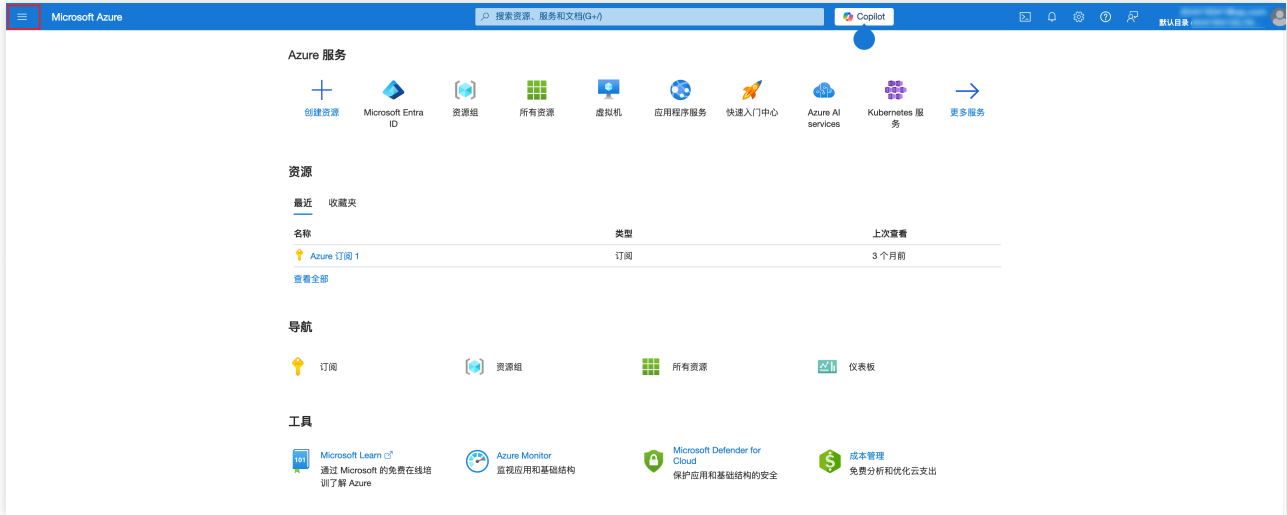 Microsoft Azure
搜索资源、服务和文档(G+/)
Copilot
默认目录
Azure 服务
创建资源
Microsoft Entra
ID
资源组
所有资源
虚拟机
应用程序服务
快速入门中心
Azure AI
services
Kubernetes 服
务
更多服务
资源
最近 收藏夹
名称 类型 上次查看
Azure 订阅 1 订阅 3 个月前
查看全部
导航
订阅 资源组 所有资源 仪表板
工具
101
Microsoft Learn
通过 Microsoft 的免费在线培
训了解 Azure
Azure Monitor
监视应用和基础结构
Microsoft Defender for
Cloud
保护应用和基础结构的安全
成本管理
免费分析和优化云支出